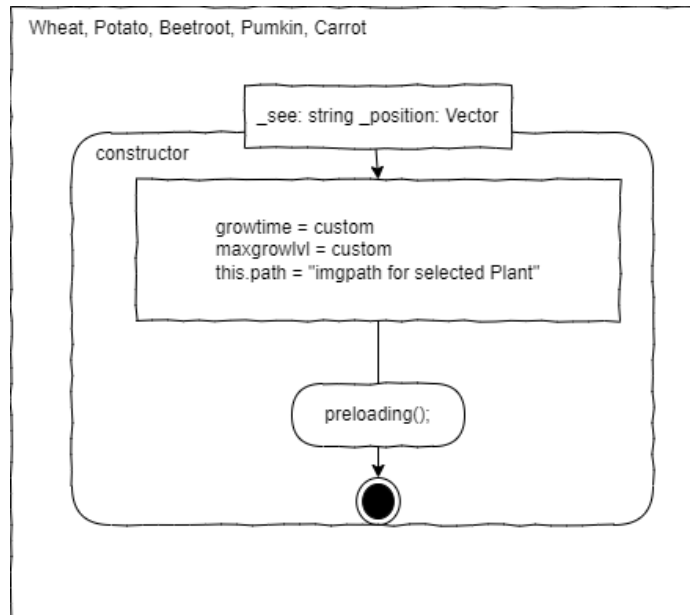 Wheat, Potato, Beetroot, Pumkin, Carrot
_see: string _position: Vector
constructor
growtime = custom
maxgrowlvl = custom
this.path = "imgpath for selected Plant"
preloading();